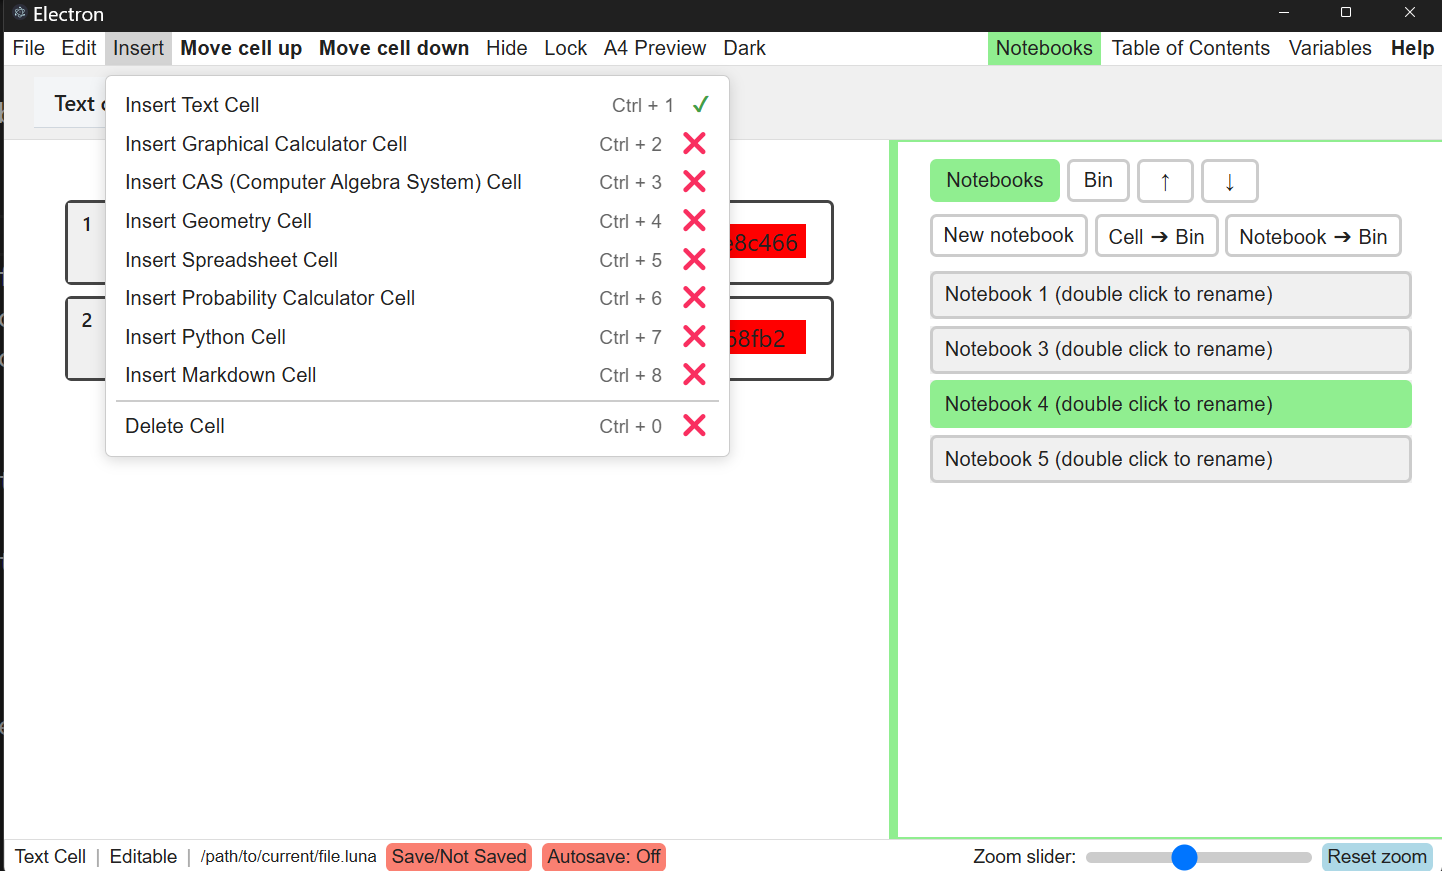 Electron
File Edit Insert Move cell up Move cell down Hide Lock A4 Preview Dark Notebooks Table of Contents Variables Help
Text
Insert Text Cell Ctrl + 1
Insert Graphical Calculator Cell Ctrl + 2
Insert CAS (Computer Algebra System) Cell Ctrl + 3
Insert Geometry Cell Ctrl + 4
Insert Spreadsheet Cell Ctrl + 5
Insert Probability Calculator Cell Ctrl + 6
Insert Python Cell Ctrl + 7
Insert Markdown Cell Ctrl + 8
Delete Cell Ctrl + 0
1 8c466
2 8fb2
Notebooks Bin ↑ ↓
New notebook Cell ➔ Bin Notebook ➔ Bin
Notebook 1 (double click to rename)
Notebook 3 (double click to rename)
Notebook 4 (double click to rename)
Notebook 5 (double click to rename)
Text Cell | Editable | /path/to/current/file.luna Save/Not Saved Autosave: Off Zoom slider: Reset zoom